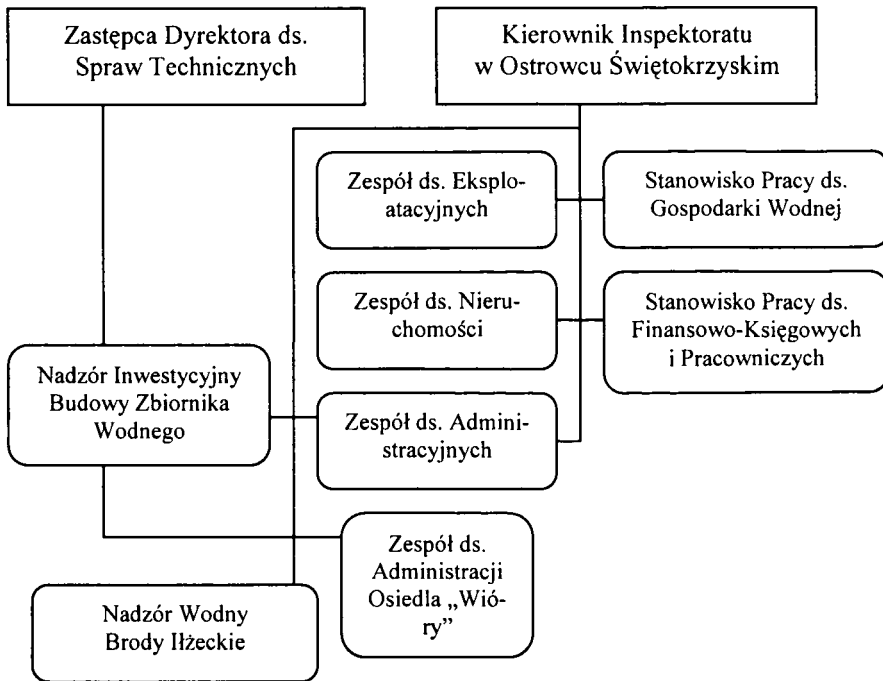 Zastępca Dyrektora ds.
Spraw Technicznych
Kierownik Inspektoratu
w Ostrowcu Świętokrzyskim
Zespół ds. Eksplo-
atacyjnych
Stanowisko Pracy ds.
Gospodarki Wodnej
Zespół ds. Nieru-
chomości
Stanowisko Pracy ds.
Finansowo-Księgowych
i Pracowniczych
Nadzór Inwestycyjny
Budowy Zbiornika
Wodnego
Zespół ds. Admini-
stracyjnych
Zespół ds.
Administracji
Osiedla „Wió-
ry”
Nadzór Wodny
Brody Iłżeckie